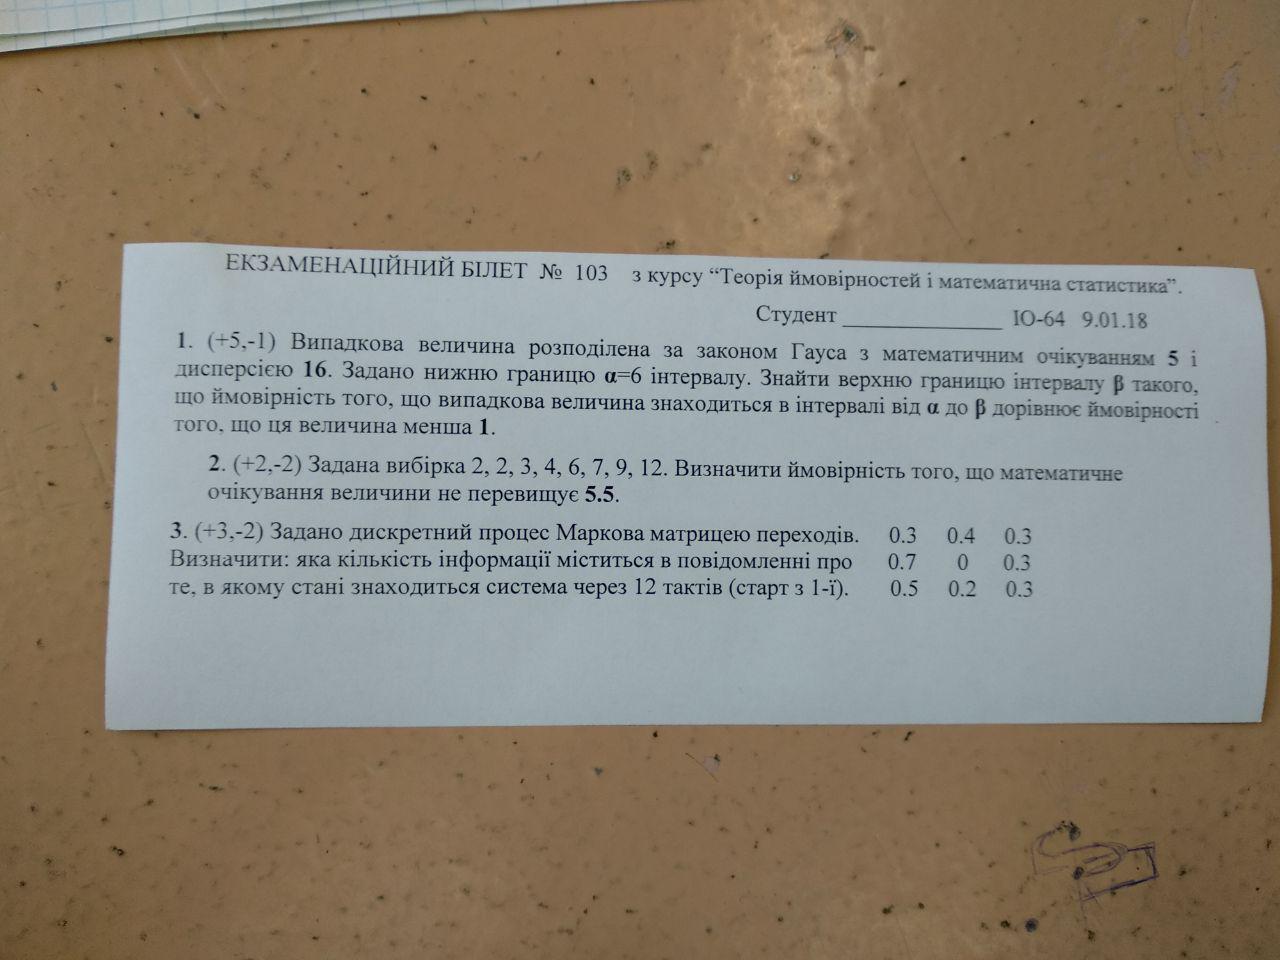 ЕКЗАМЕНАЦІЙНИЙ БІЛЕТ № 103 з курсу “Теорія ймовірностей і математична статистика”.
Студент ____________ ІО-64 9.01.18
1. (+5,-1) Випадкова величина розподілена за законом Гауса з математичним очікуванням 5 і
дисперсією 16. Задано нижню границю α=6 інтервалу. Знайти верхню границю інтервалу β такого,
що ймовірність того, що випадкова величина знаходиться в інтервалі від α до β дорівнює ймовірності
того, що ця величина менша 1.
2. (+2,-2) Задана вибірка 2, 2, 3, 4, 6, 7, 9, 12. Визначити ймовірність того, що математичне
очікування величини не перевищує 5.5.
3. (+3,-2) Задано дискретний процес Маркова матрицею переходів. 0.3 0.4 0.3
Визначити: яка кількість інформації міститься в повідомленні про 0.7 0 0.3
те, в якому стані знаходиться система через 12 тактів (старт з 1-ї). 0.5 0.2 0.3